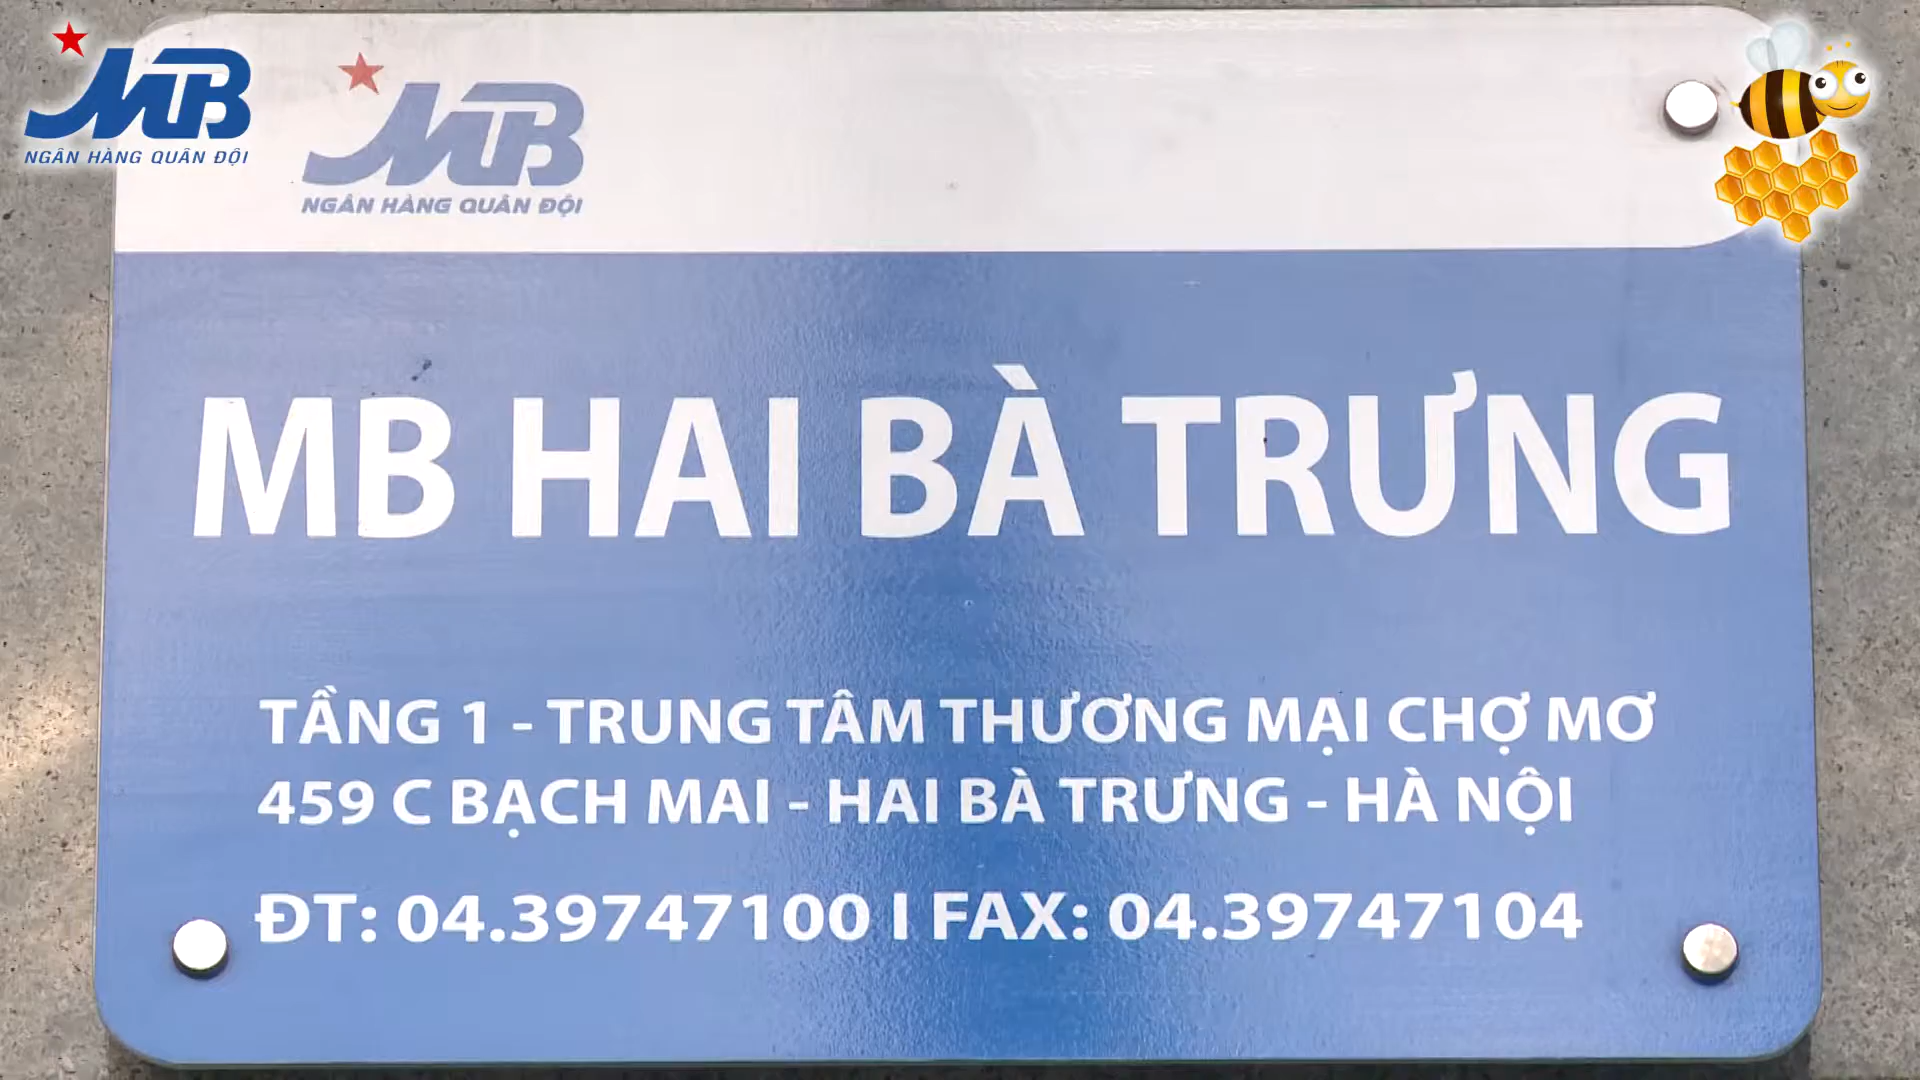 MB
NGÂN HÀNG QUÂN ĐỘI
MB
NGÂN HÀNG QUÂN ĐỘI
MB HAI BÀ TRƯNG
TẦNG 1 - TRUNG TÂM THƯƠNG MẠI CHỢ MƠ
459 C BẠCH MAI - HAI BÀ TRƯNG - HÀ NỘI
ĐT: 04.39747100 I FAX: 04.39747104